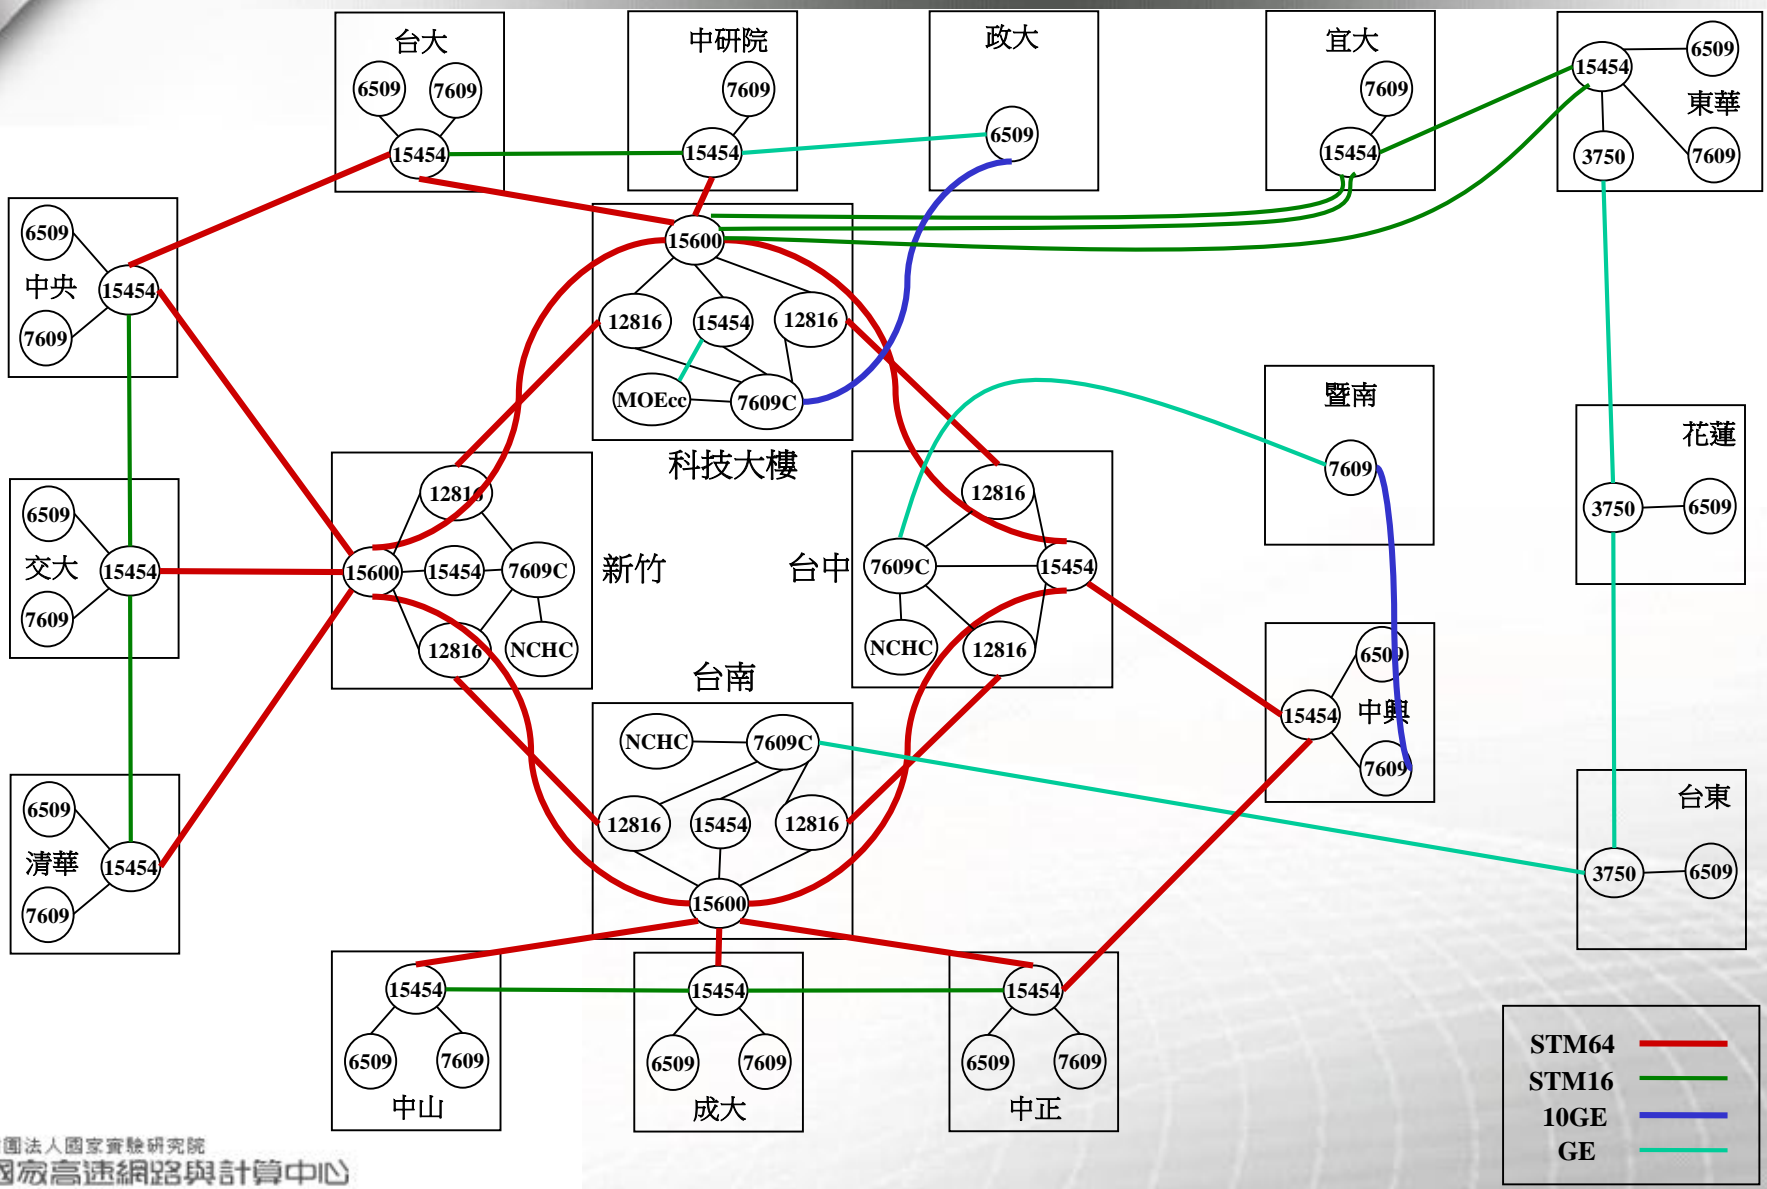 台大
6509
7609
15454
中研院
7609
15454
政大
6509
宜大
7609
15454
15454
6509
東華
3750
7609
6509
中央
15454
7609
15600
12816
15454
12816
MOEcc
7609C
科技大樓
暨南
7609
花蓮
3750
6509
6509
交大
15454
7609
12816
15600
15454
7609C
12816
NCHC
新竹
台中
12816
7609C
15454
NCHC
12816
6509
15454
中興
7609
台南
NCHC
7609C
12816
15454
12816
15600
台東
3750
6509
6509
清華
15454
7609
15454
6509
7609
中山
15454
6509
7609
成大
15454
6509
7609
中正
STM64
STM16
10GE
GE
團法人國家實驗研究院
國家高速網路與計算中心